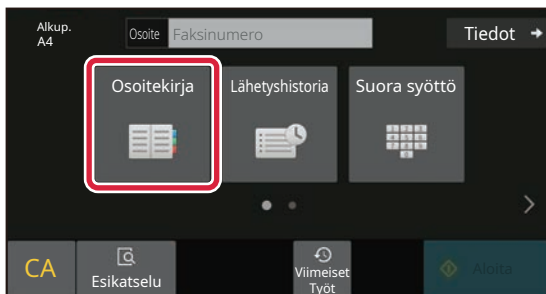 Alkup.
A4
Osoite Faksinumero
Tiedot
Osoitekirja
Lähetyshistoria
Suora syöttö
CA
Esikatselu
Viimeiset
Työt
Aloita